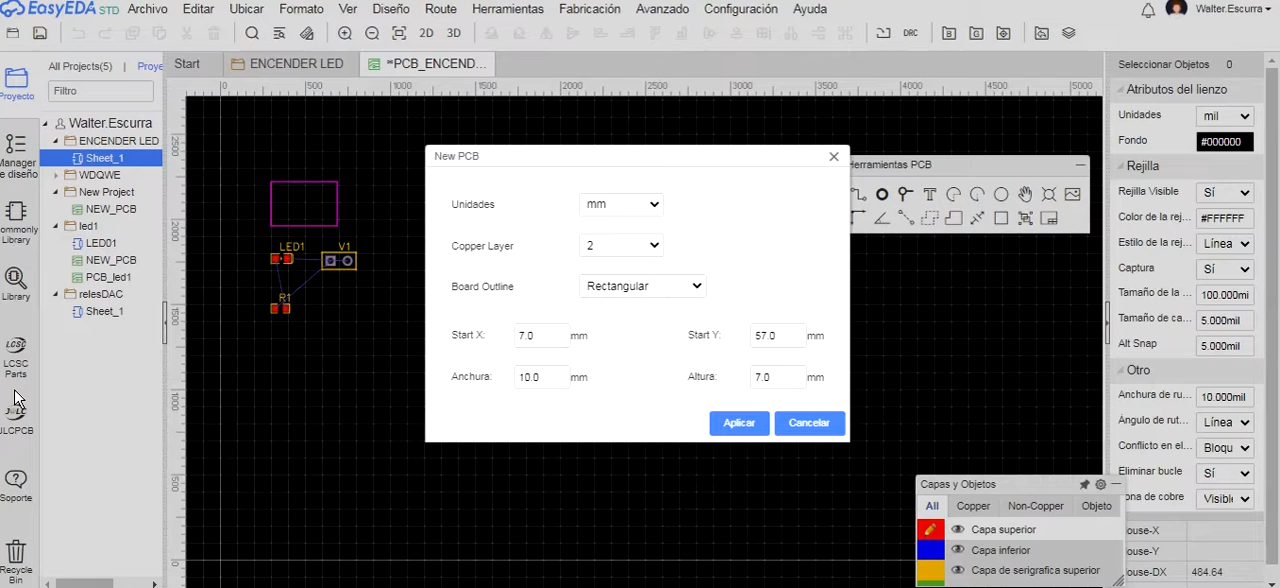 EasyEDA STD Archivo Editar Ubicar Formato Ver Diseño Route Herramientas Fabricación Avanzado Configuración Ayuda Walter.Escurra
2D 3D DRC
Proyecto
Manager
e diseño
ommonly
Library
Library
LCSC
LCSC
Parts
JLCPCB
Soporte
Recycle
Bin
All Projects(5) | Proye
Filtro
Walter.Escurra
ENCENDER LED
Sheet_1
WDQWE
New Project
NEW_PCB
led1
LED01
NEW_PCB
PCB_led1
relesDAC
Sheet_1
Start ENCENDER LED *PCB_ENCEND...
0 500 1000 1500 2000 2500 3000 3500 4000 4500 5000
2500
2000
1500
1000
500
0
LED1 V1
R1
New PCB
Unidades mm
Copper Layer 2
Board Outline Rectangular
Start X: 7.0 mm Start Y: 57.0 mm
Anchura: 10.0 mm Altura: 7.0 mm
Aplicar Cancelar
Herramientas PCB
T
Capas y Objetos
All Copper Non-Copper Objeto
Capa superior
Capa inferior
Capa de serigrafica superior
Seleccionar Objetos 0
Atributos del lienzo
Unidades mil
Fondo #000000
Rejilla
Rejilla Visible Sí
Color de la rej... #FFFFFF
Estilo de la rej... Línea
Captura Sí
Tamaño de la ... 100.000mi
Tamaño de ca... 5.000mil
Alt Snap 5.000mil
Otro
Anchura de ru... 10.000mil
Ángulo de rut... Línea
Conflicto en el... Bloqu
Eliminar bucle Sí
ona de cobre Visible
ouse-X
ouse-Y
ouse-DX 484.64